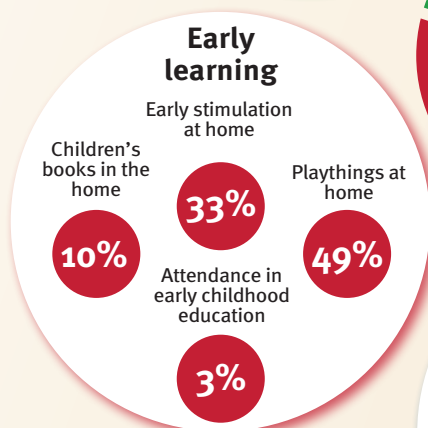 Early
learning
Early stimulation
at home
33%
Children's
books in the
home
10%
Playthings at
home
49%
Attendance in
early childhood
education
3%